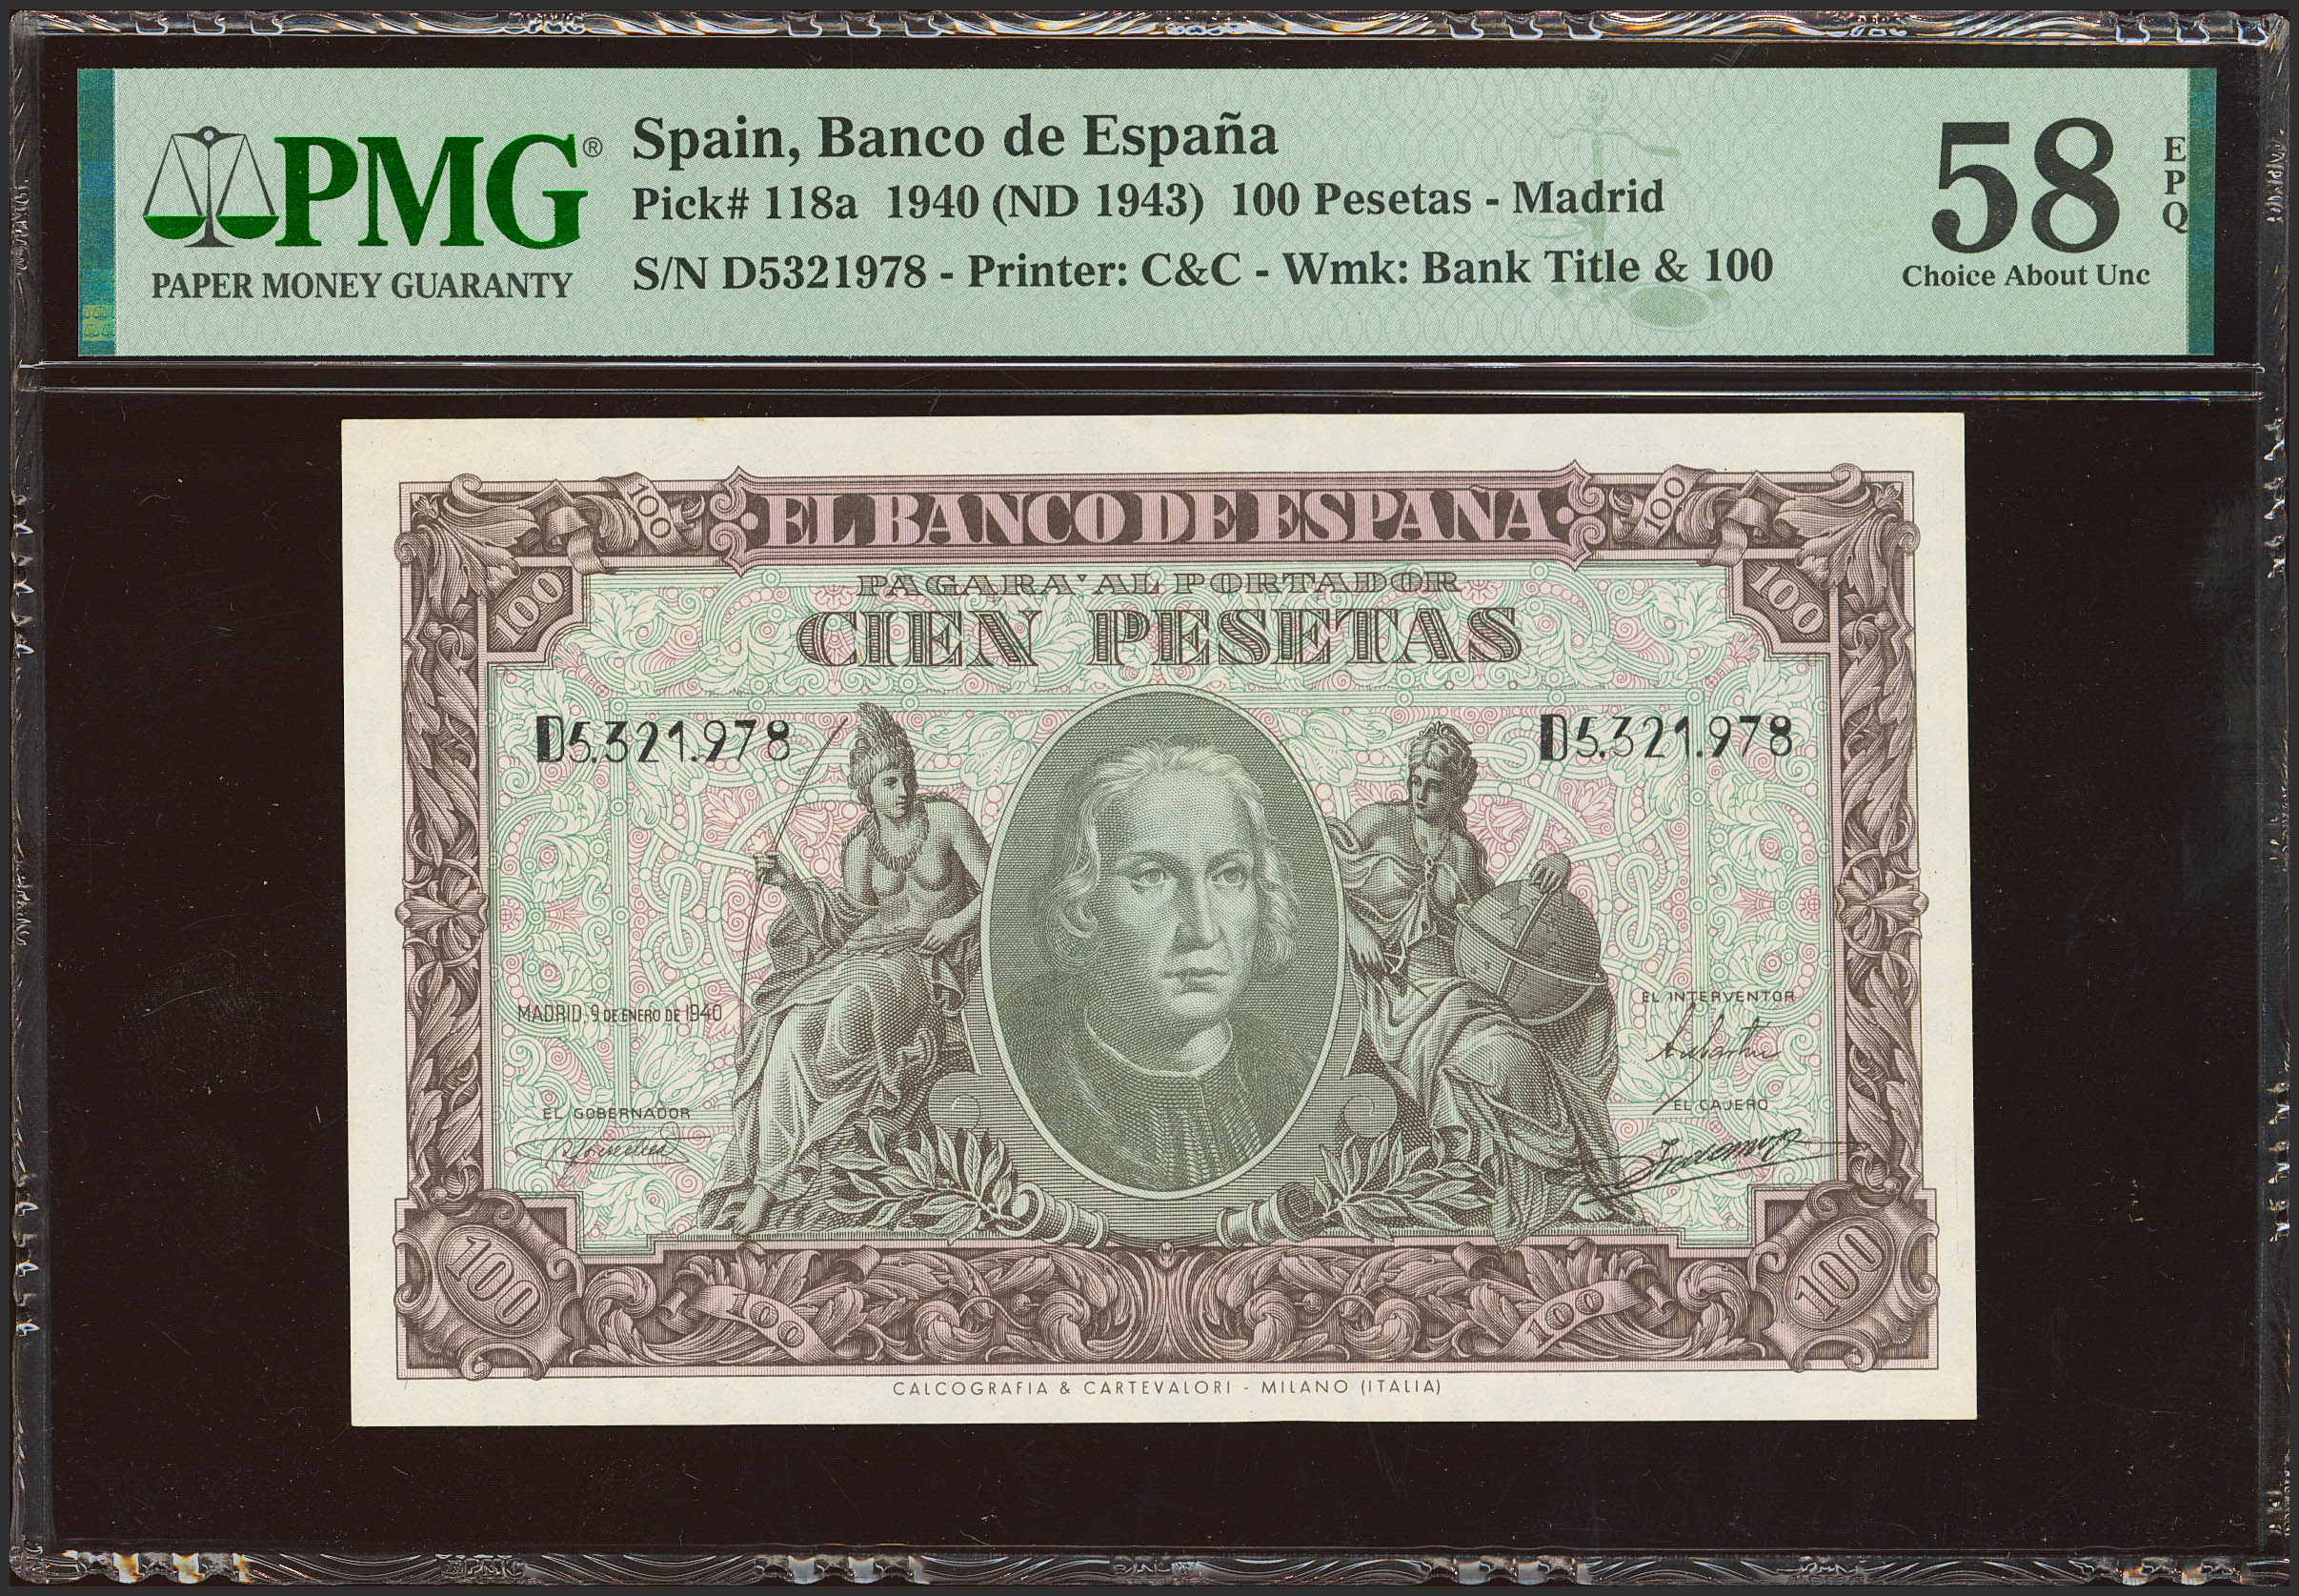 PMG®
PAPER MONEY GUARANTY
Spain, Banco de España
Pick# 118a 1940 (ND 1943) 100 Pesetas - Madrid
S/N D5321978 - Printer: C&C - Wmk: Bank Title & 100
58
EPQ
Choice About Unc
100
EL BANCO DE ESPAÑA
100
100
PAGARA' AL PORTADOR
100
CIEN PESETAS
D5.321.978
D5.321.978
MADRID, 9 DE ENERO DE 1940
EL INTERVENTOR
EL GOBERNADOR
EL CAJERO
100
100
100
100
CALCOGRAFIA & CARTEVALORI - MILANO (ITALIA)